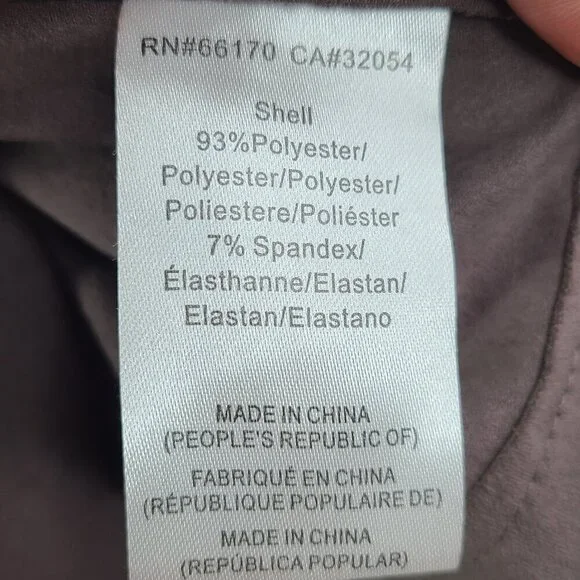 RN#66170 CA#32054
Shell
93%Polyester/
Polyester/Polyester/
Poliestere/Poliéster
7% Spandex/
Élasthanne/Elastan/
Elastan/Elastano
MADE IN CHINA
(PEOPLE'S REPUBLIC OF)
FABRIQUÉ EN CHINA
(RÉPUBLIQUE POPULAIRE DE)
MADE IN CHINA
(REPÚBLICA POPULAR)